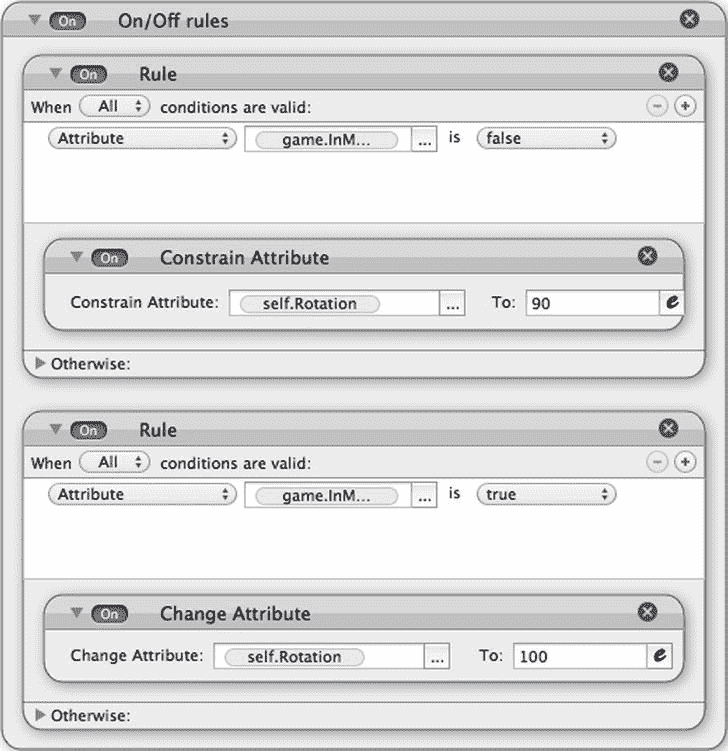 On On/Off rules
On Rule
When All conditions are valid:
Attribute game.InM... ... is false
On Constrain Attribute
Constrain Attribute: self.Rotation ... To: 90 e
Otherwise:
On Rule
When All conditions are valid:
Attribute game.InM... ... is true
On Change Attribute
Change Attribute: self.Rotation ... To: 100 e
Otherwise: